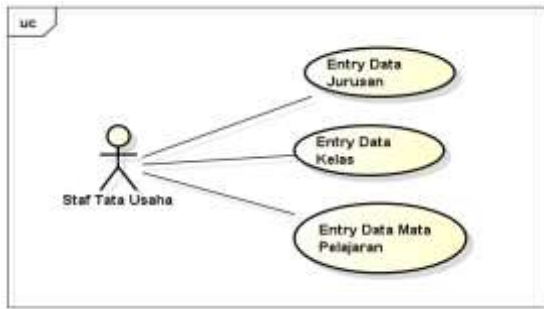 uc
Entry Data
Jurusan
Entry Data
Kelas
Staf Tata Usaha
Entry Data Mata
Pelajaran